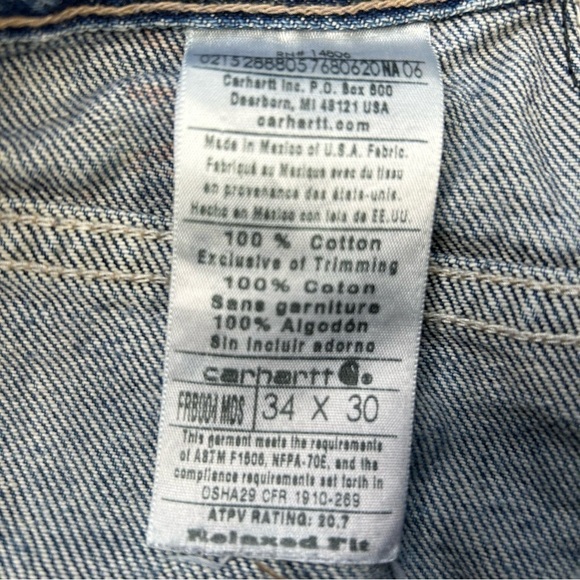 RN# 14806
02152888057680620NA06
Carhartt Inc. P.O. Box 600
Dearborn, MI 48121 USA
carhartt.com
Made in Mexico of U.S.A. Fabric.
Fabriqué au Mexique avec du tissu
en provenance des états-unis.
Hecho en México con tela de EE.UU.
100 % Cotton
Exclusive of Trimming
100% Coton
Sans garniture
100% Algodón
Sin incluir adorno
carhartt ®
FRB004 MDS 34 X 30
This garment meets the requirements
of ASTM F1506, NFPA-70E, and the
compliance requirements set forth in
OSHA29 CFR 1910-269
ATPV RATING: 20.7
Relaxed Fit